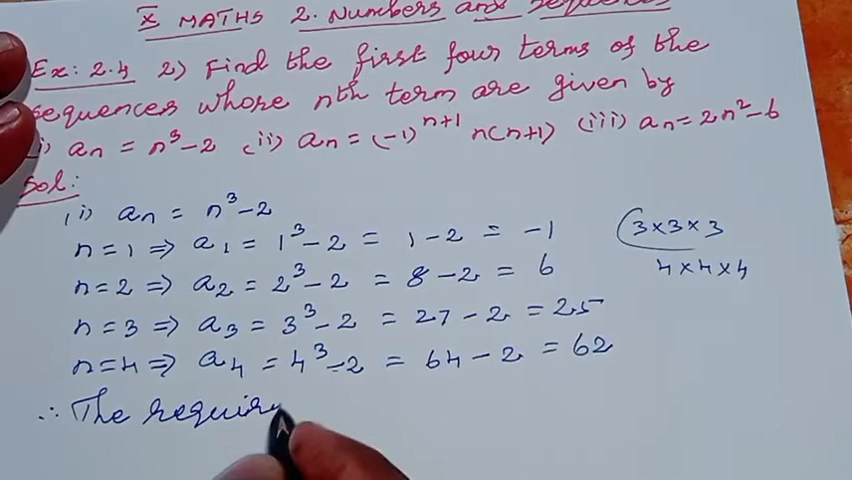 X MATHS 2. Numbers and Sequences
Ex: 2.4 2) Find the first four terms of the
sequences whose nth term are given by
i) an = n³-2 (ii) an = (-1)ⁿ⁺¹ n(n+1) (iii) an = 2n²-6
Sol:
(i) an = n³-2
n=1 ⇒ a₁ = 1³-2 = 1-2 = -1
n=2 ⇒ a₂ = 2³-2 = 8-2 = 6
n=3 ⇒ a₃ = 3³-2 = 27-2 = 25
n=4 ⇒ a₄ = 4³-2 = 64-2 = 62
3×3×3
4×4×4
∴ The requir